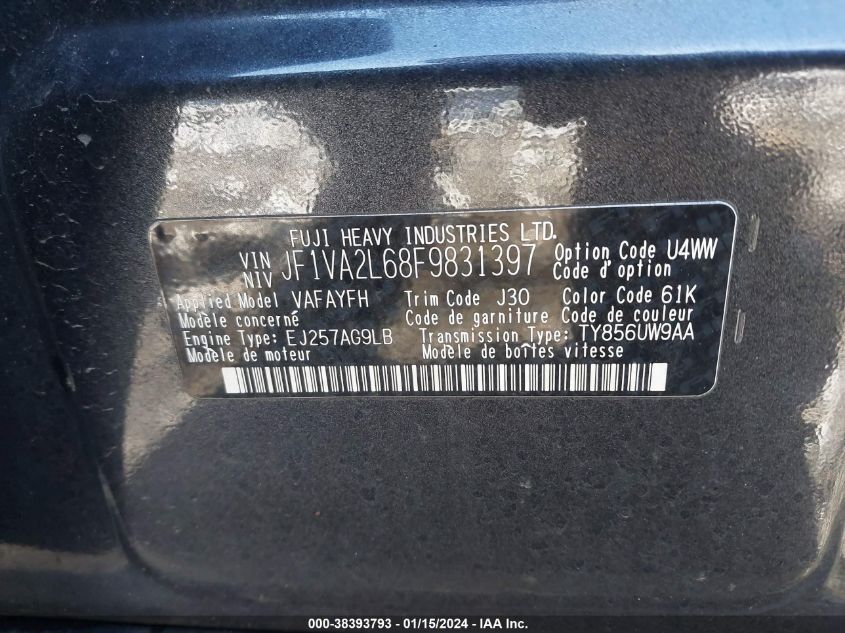 FUJI HEAVY INDUSTRIES LTD.
VIN NIV JF1VA2L68F9831397 Option Code U4WW
Code d'option
Applied Model VAFAYFH Trim Code J30 Color Code 61K
Modèle concerné Code de garniture Code de couleur
Engine Type: EJ257AG9LB Transmission Type: TY856UW9AA
Modèle de moteur Modèle de boîtes vitesse
000-38393793 - 01/15/2024 - IAA Inc.